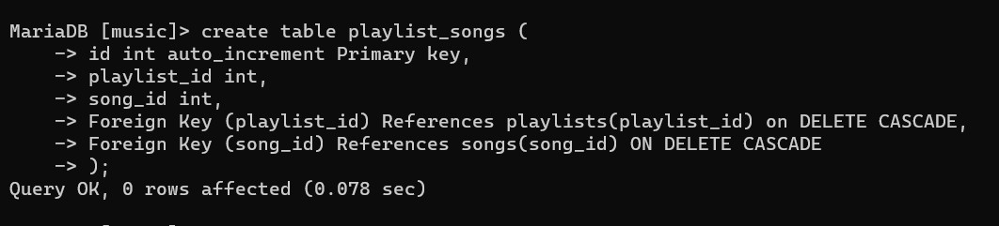 MariaDB [music]> create table playlist_songs (
    -> id int auto_increment Primary key,
    -> playlist_id int,
    -> song_id int,
    -> Foreign Key (playlist_id) References playlists(playlist_id) on DELETE CASCADE,
    -> Foreign Key (song_id) References songs(song_id) ON DELETE CASCADE
    -> );
Query OK, 0 rows affected (0.078 sec)